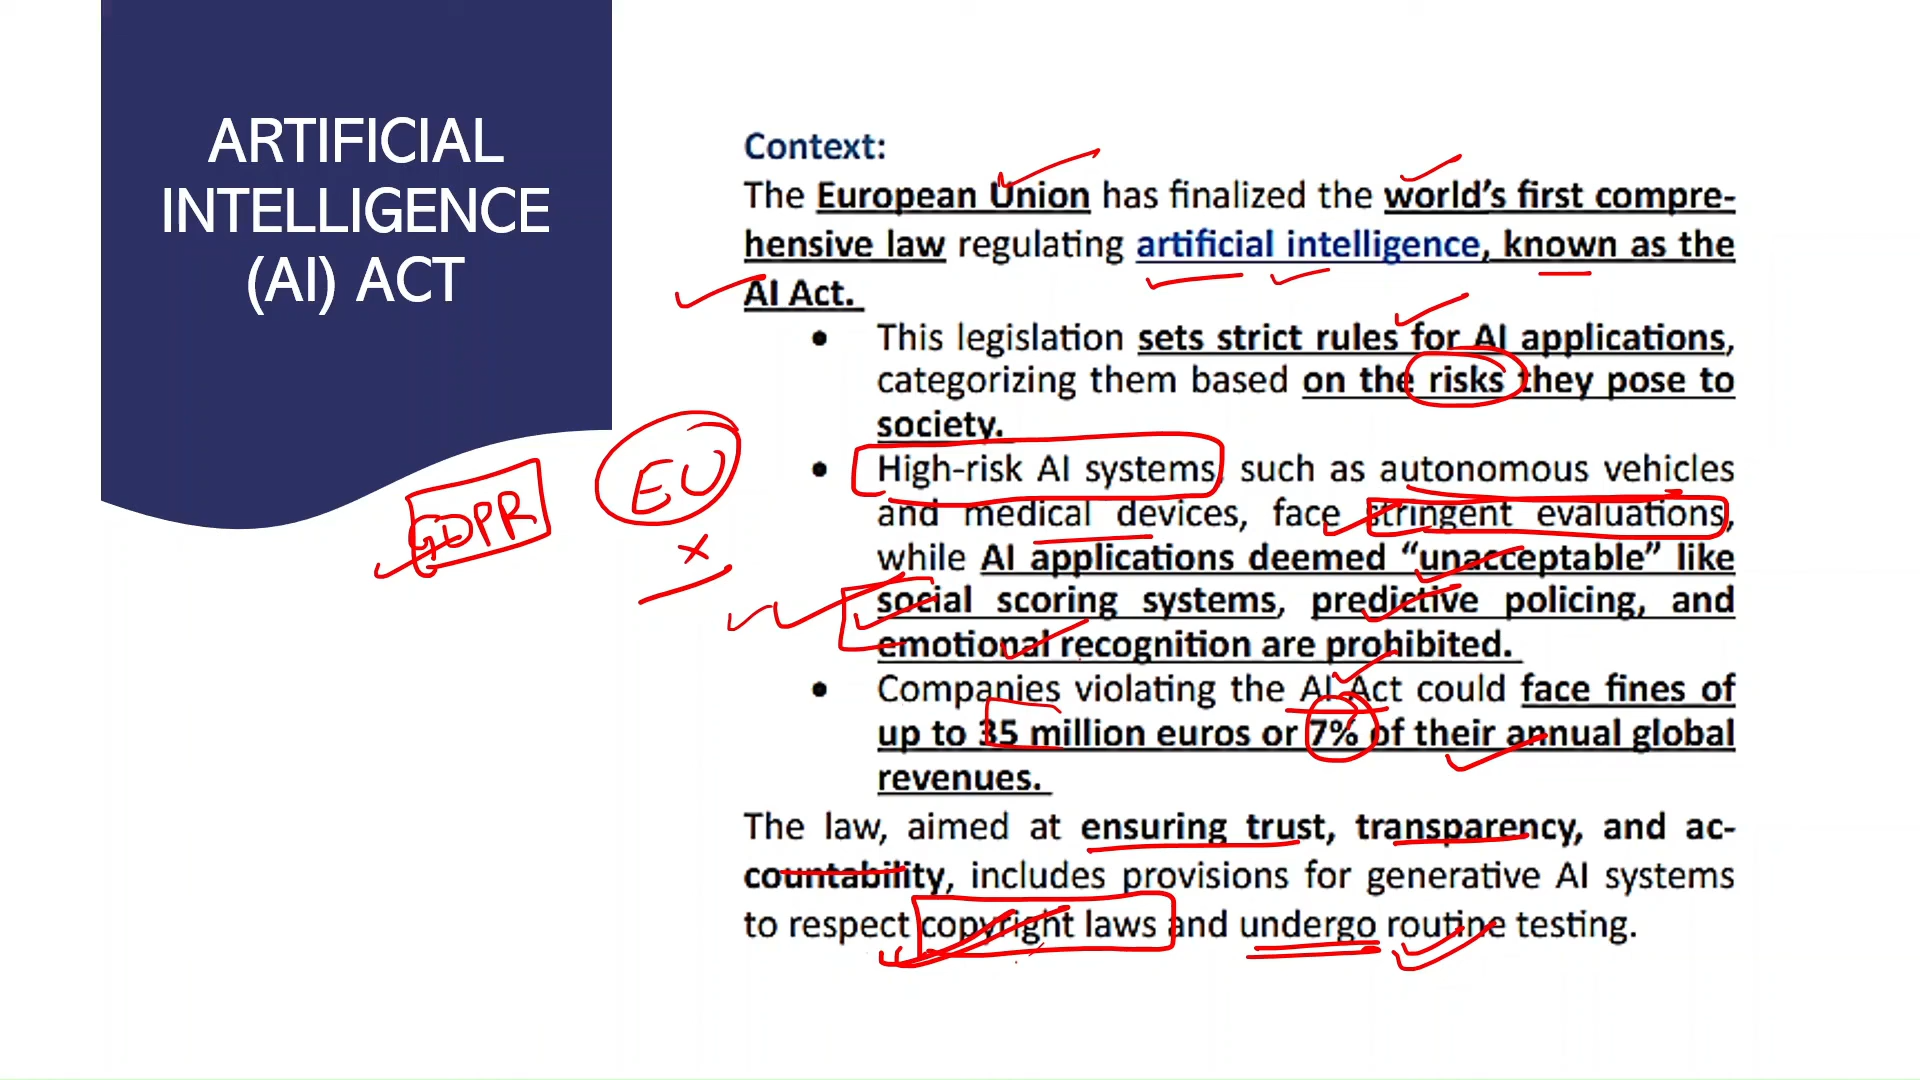 ARTIFICIAL
INTELLIGENCE
(AI) ACT
GDPR
EU
Context:
The European Union has finalized the world’s first compre-
hensive law regulating artificial intelligence, known as the
AI Act.
• This legislation sets strict rules for AI applications,
categorizing them based on the risks they pose to
society.
• High-risk AI systems, such as autonomous vehicles
and medical devices, face stringent evaluations,
while AI applications deemed “unacceptable” like
social scoring systems, predictive policing, and
emotional recognition are prohibited.
• Companies violating the AI Act could face fines of
up to 35 million euros or 7% of their annual global
revenues.
The law, aimed at ensuring trust, transparency, and ac-
countability, includes provisions for generative AI systems
to respect copyright laws and undergo routine testing.